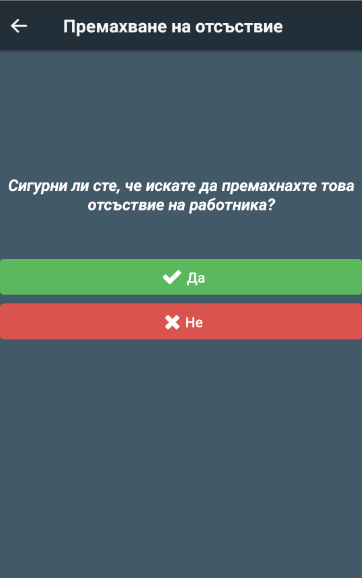 Премахване на отсъствие
Сигурни ли сте, че искате да премахнахте това
отсъствие на работника?
Да
Не